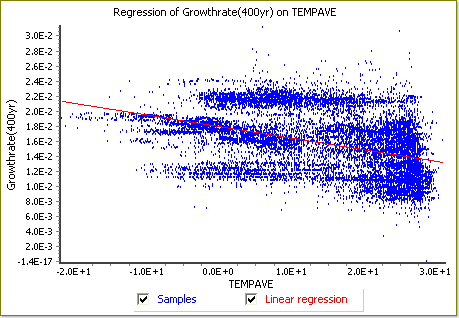 Regression of Growthrate(400yr) on TEMPAVE
Growthrate(400yr)
3.0E-2
2.8E-2
2.6E-2
2.4E-2
2.2E-2
2.0E-2
1.8E-2
1.6E-2
1.4E-2
1.2E-2
1.0E-2
8.0E-3
6.0E-3
4.0E-3
2.0E-3
-1.4E-17
-2.0E+1 -1.0E+1 0.0E+0 1.0E+1 2.0E+1 3.0E+1
TEMPAVE
Samples Linear regression